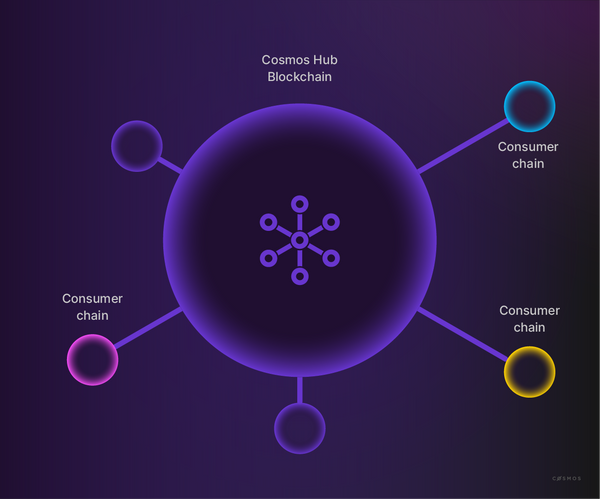 Cosmos Hub
Blockchain
Consumer
chain
Consumer
chain
Consumer
chain
COSMOS